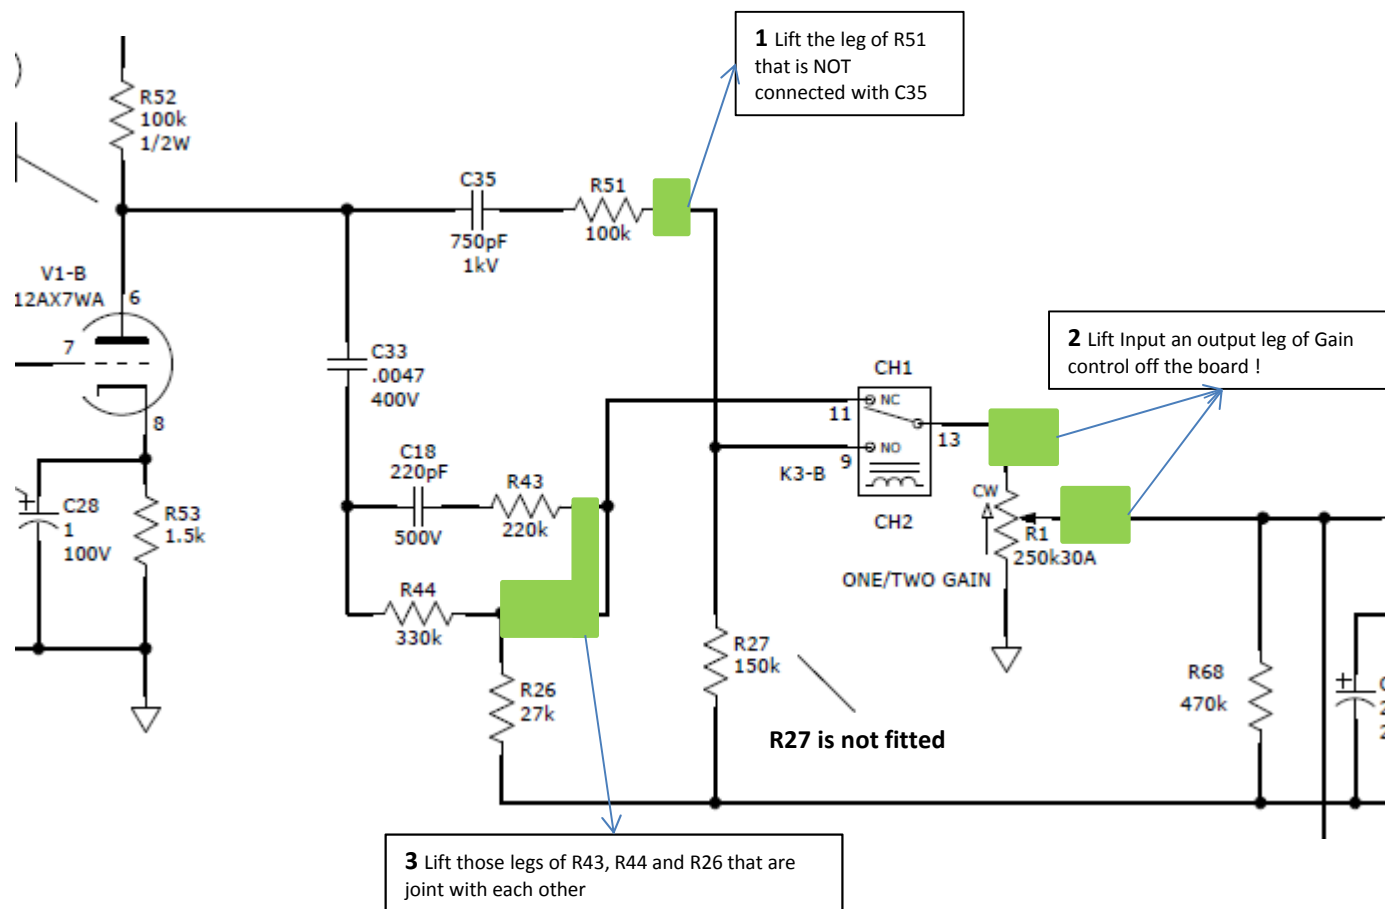 1 Lift the leg of R51
that is NOT
connected with C35
R52
100k
1/2W
C35
750pF
1kV
R51
100k
V1-B
12AX7WA
6
7
8
C33
.0047
400V
2 Lift Input an output leg of Gain
control off the board !
CH1
NC
11
13
NO
9
K3-B
CH2
C18
220pF
500V
R43
220k
CW
R1
250k30A
ONE/TWO GAIN
C28
1
100V
R53
1.5k
R44
330k
R26
27k
R27
150k
R27 is not fitted
R68
470k
3 Lift those legs of R43, R44 and R26 that are
joint with each other